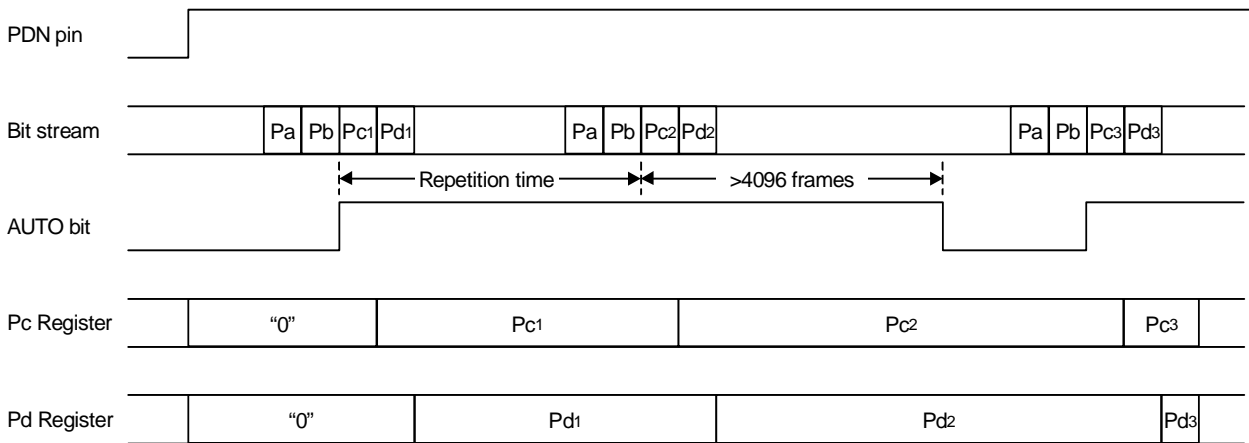 PDN pin
Bit stream Pa Pb Pc1 Pd1 Pa Pb Pc2 Pd2 Pa Pb Pc3 Pd3
Repetition time >4096 frames
AUTO bit
Pc Register “0” Pc1 Pc2 Pc3
Pd Register “0” Pd1 Pd2 Pd3